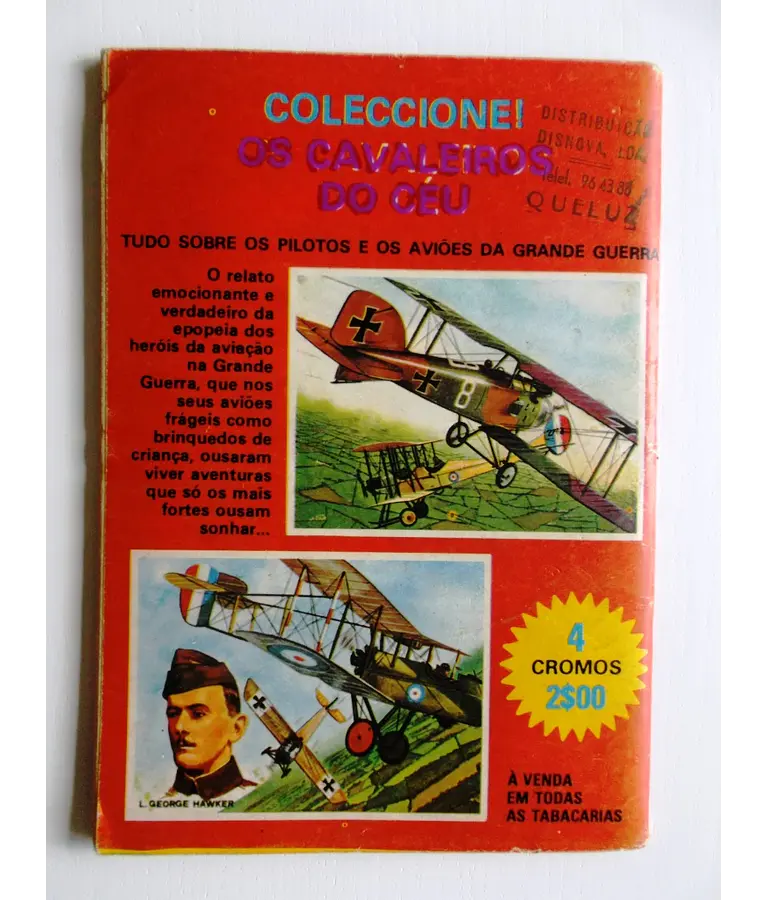 COLECCIONE!
OS CAVALEIROS
DO CÉU
DISTRIBUIÇÃO
DISNOVA, LDA
Telef. 96 43 88
QUELUZ
TUDO SOBRE OS PILOTOS E OS AVIÕES DA GRANDE GUERRA
O relato
emocionante e
verdadeiro da
epopeia dos
heróis da aviação
na Grande
Guerra, que nos
seus aviões
frágeis como
brinquedos de
criança, ousaram
viver aventuras
que só os mais
fortes ousam
sonhar...
8
L. GEORGE HAWKER
4
CROMOS
2$00
À VENDA
EM TODAS
AS TABACARIAS